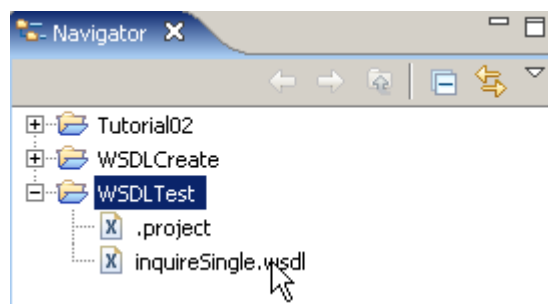 Navigator
Tutorial02
WSDLCreate
WSDLTest
.project
inquireSingle.wsdl